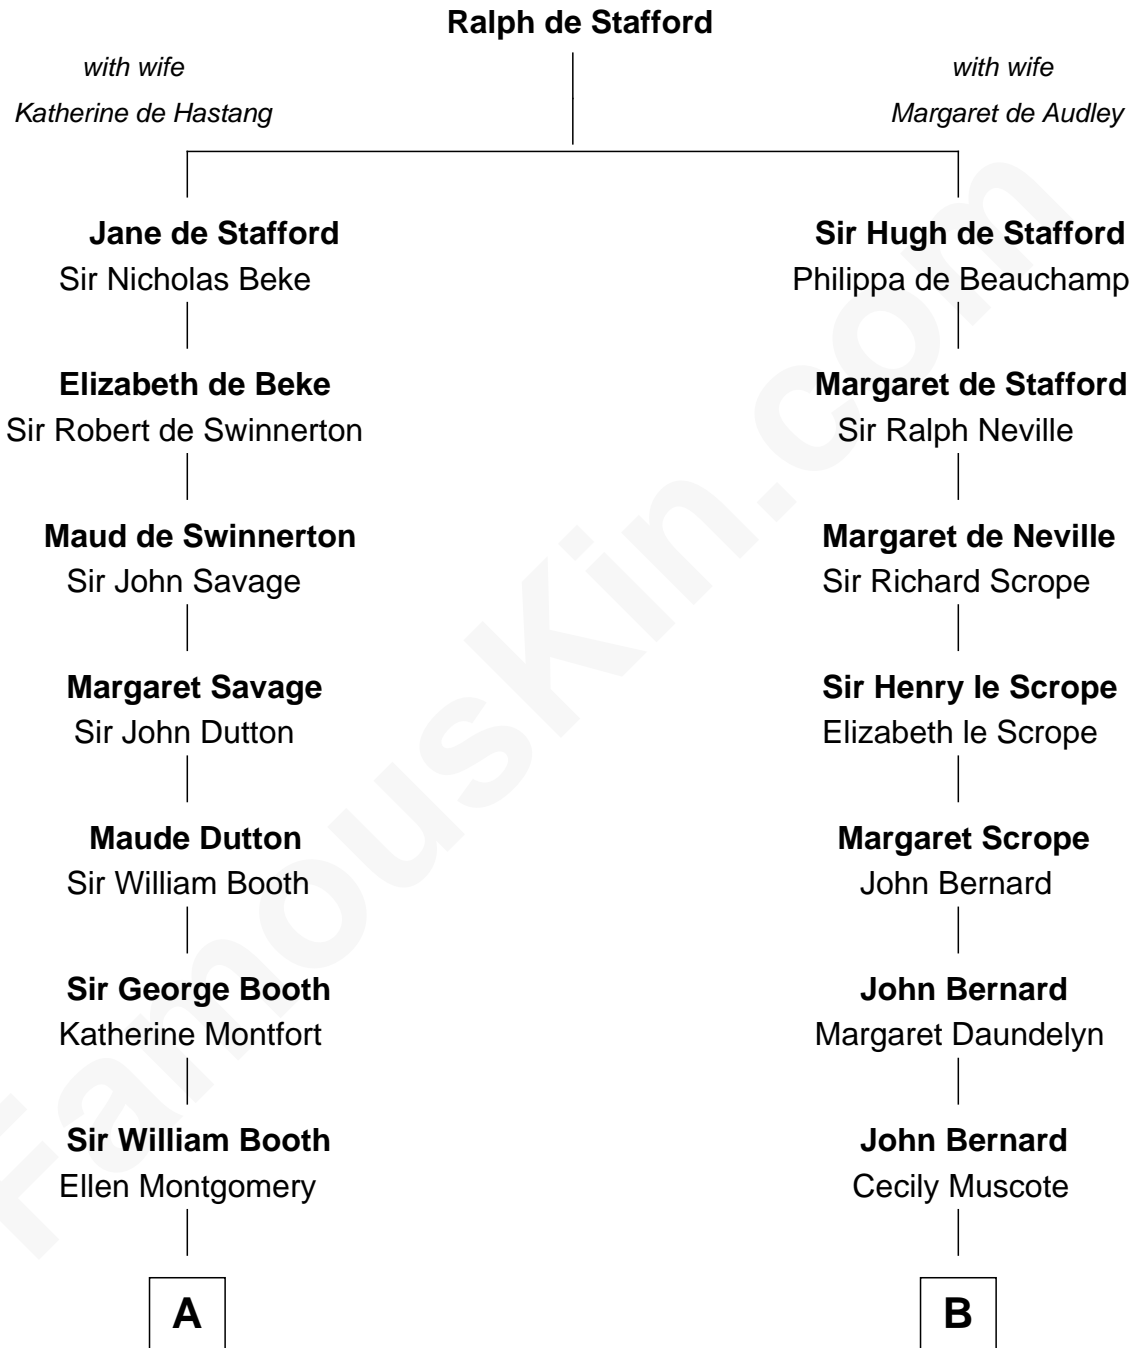 Ralph de Stafford
with wife
Katherine de Hastang
with wife
Margaret de Audley
Jane de Stafford
Sir Nicholas Beke
Sir Hugh de Stafford
Philippa de Beauchamp
Elizabeth de Beke
Sir Robert de Swinnerton
Margaret de Stafford
Sir Ralph Neville
Maud de Swinnerton
Sir John Savage
Margaret de Neville
Sir Richard Scrope
Margaret Savage
Sir John Dutton
Sir Henry le Scrope
Elizabeth le Scrope
Maude Dutton
Sir William Booth
Margaret Scrope
John Bernard
Sir George Booth
Katherine Montfort
John Bernard
Margaret Daundelyn
Sir William Booth
Ellen Montgomery
John Bernard
Cecily Muscote
A
B
FamousKin.com